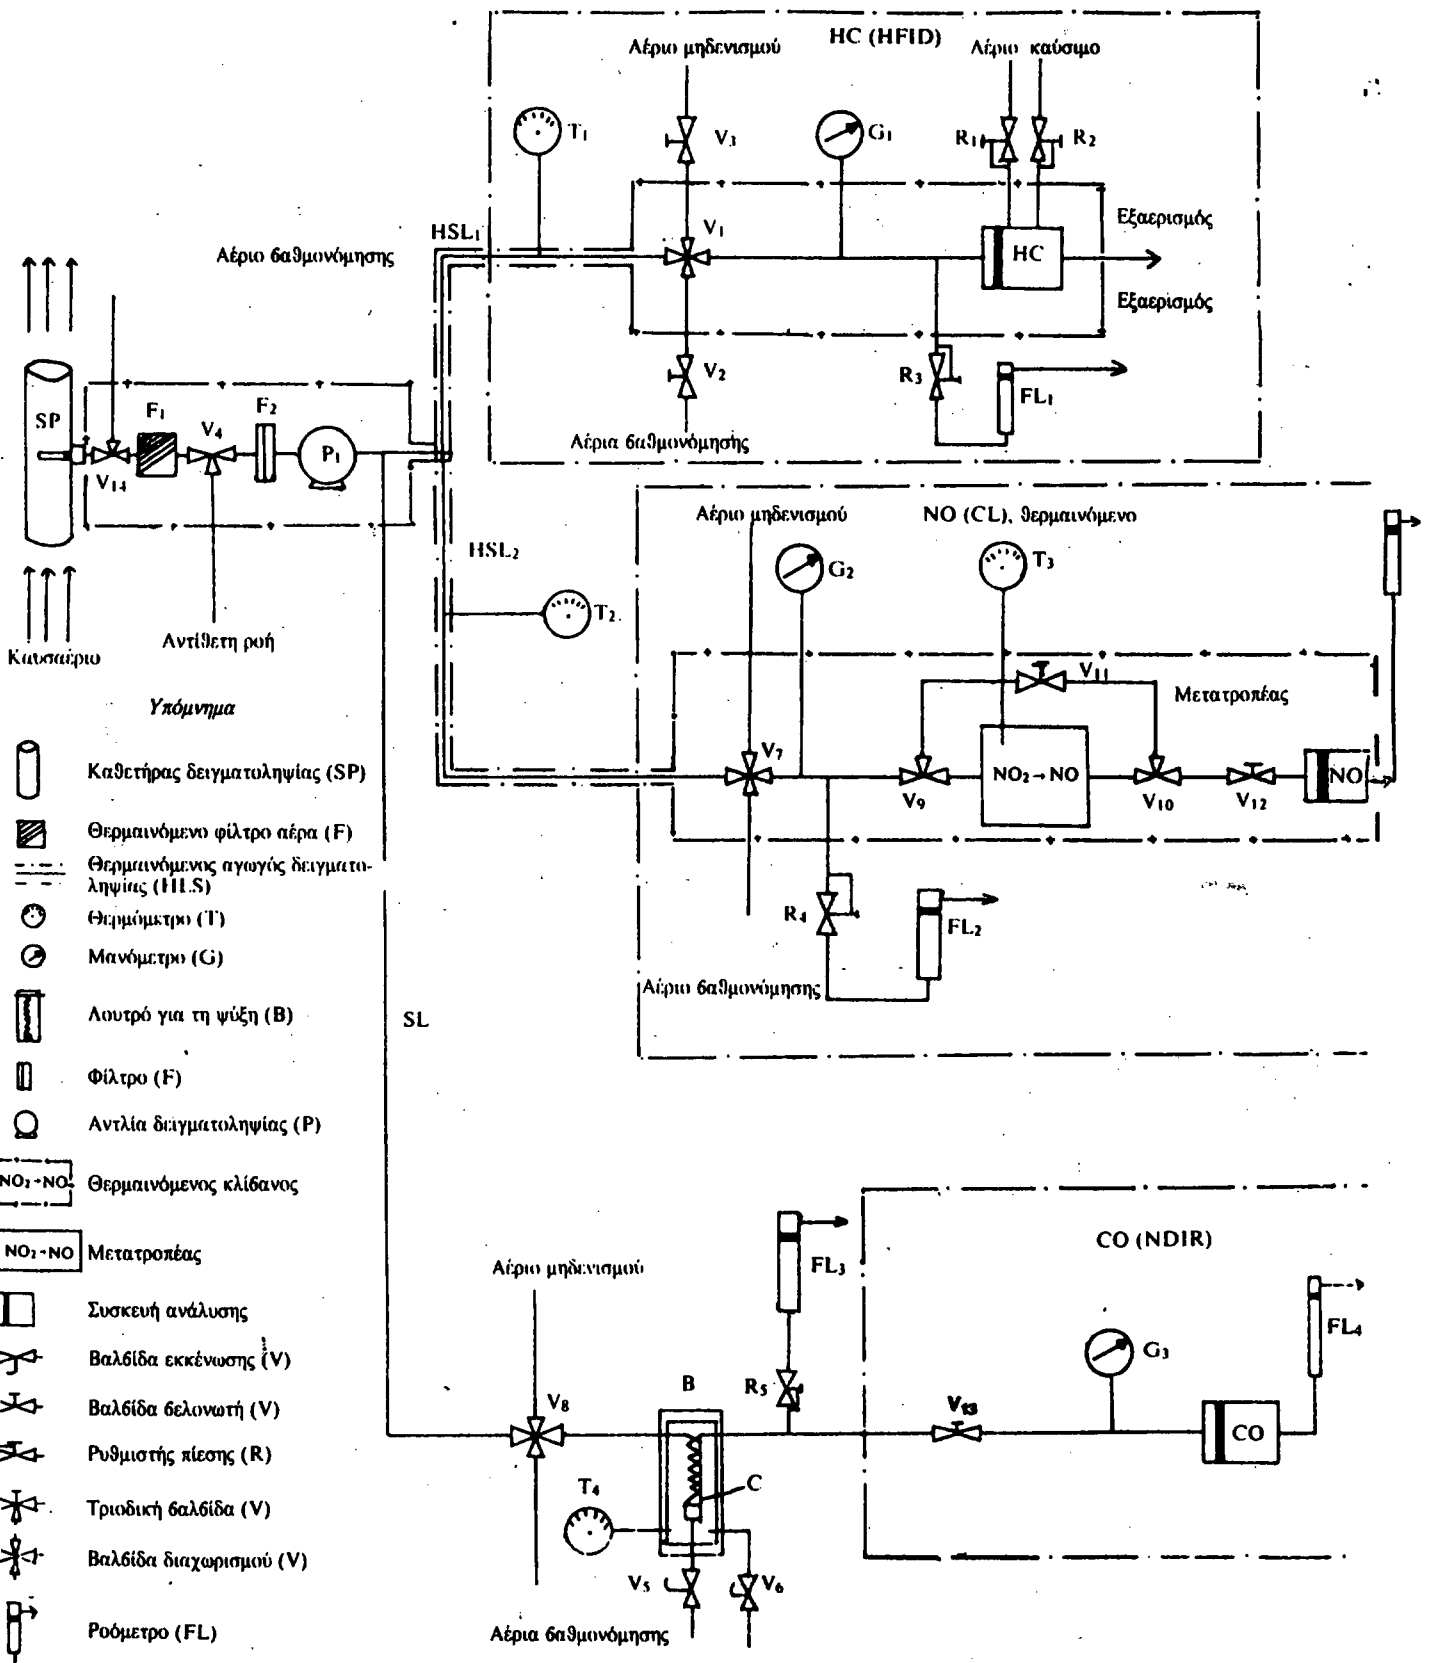 HC (HFID)
Αέριο μηδενισμού
Αέριο καύσιμο
T₁
V₃
G₁
R₁
R₂
Εξαερισμός
HSL₁
V₁
HC
Αέριο βαθμονόμησης
Εξαερισμός
V₂
R₃
FL₁
SP
F₁
F₂
V₄
P₁
V₁₄
Αέρια βαθμονόμησής
Αέριο μηδενισμού
NO (CL), θερμαινόμενο
HSL₂
G₂
T₃
T₂
Αντίθετη ροή
Καυσαέριο
V₁₁
Μετατροπέας
Υπόμνημα
V₇
NO₂→NO
NO
V₉
V₁₀
V₁₂
Καθετήρας δειγματοληψίας (SP)
Θερμαινόμενο φίλτρο αέρα (F)
Θερμαινόμενος αγωγός δειγματο-
ληψίας (HLS)
Θερμόμετρο (T)
R₄
FL₂
Μανόμετρο (G)
Αέριο βαθμονόμησης
Λουτρό για τη ψύξη (B)
SL
Φίλτρο (F)
Αντλία δειγματοληψίας (P)
NO₂→NO
Θερμαινόμενος κλίβανος
NO₂→NO
Μετατροπέας
CO (NDIR)
Αέριο μηδενισμού
FL₃
Συσκευή ανάλυσης
FL₄
Βαλβίδα εκκένωσης (V)
G₃
B
R₅
Βαλβίδα βελονωτή (V)
V₈
V₁₃
CO
Ρυθμιστής πίεσης (R)
T₄
C
Τριοδική βαλβίδα (V)
Βαλβίδα διαχωρισμού (V)
V₅
V₆
Ροόμετρο (FL)
Αέρια βαθμονόμησης